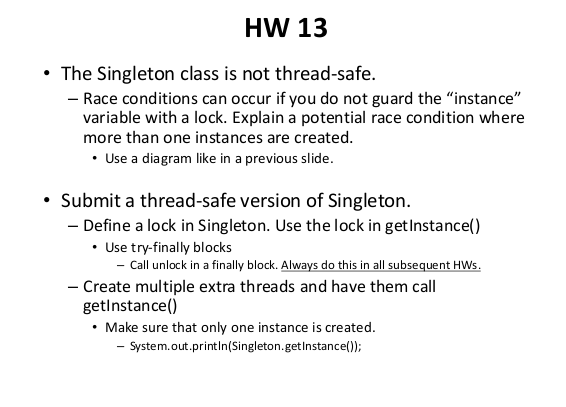 HW 13
• The Singleton class is not thread-safe.
– Race conditions can occur if you do not guard the “instance”
variable with a lock. Explain a potential race condition where
more than one instances are created.
• Use a diagram like in a previous slide.
• Submit a thread-safe version of Singleton.
– Define a lock in Singleton. Use the lock in getInstance()
• Use try-finally blocks
– Call unlock in a finally block. Always do this in all subsequent HWs.
– Create multiple extra threads and have them call
getInstance()
• Make sure that only one instance is created.
– System.out.println(Singleton.getInstance());